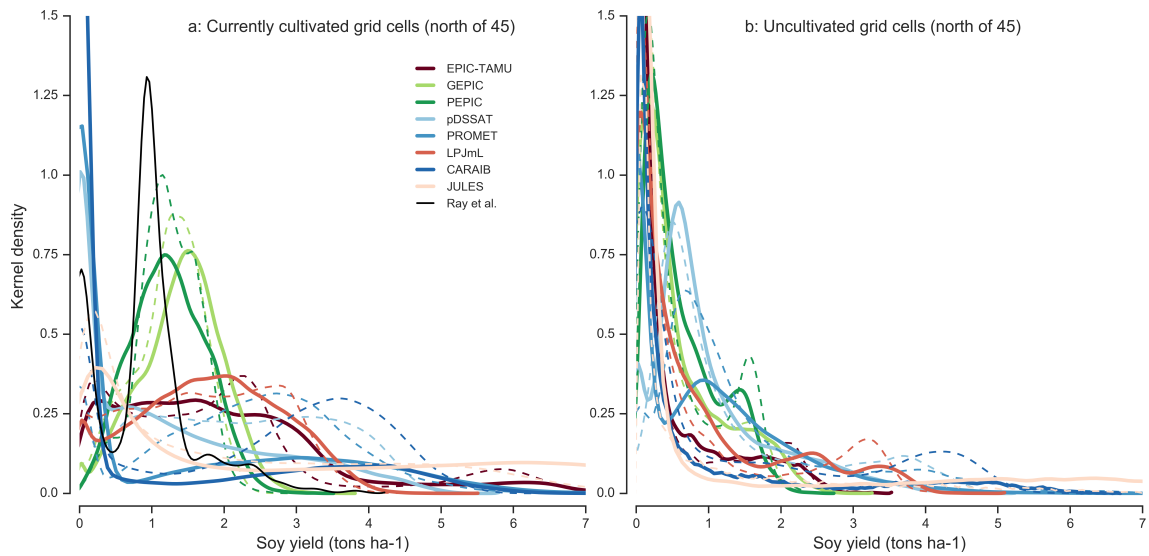 a: Currently cultivated grid cells (north of 45)
b: Uncultivated grid cells (north of 45)
1.5
1.25
1.0
0.75
0.5
0.25
0.0
Kernel density
EPIC-TAMU
GEPIC
PEPIC
pDSSAT
PROMET
LPJmL
CARAIB
JULES
Ray et al.
0 1 2 3 4 5 6 7
Soy yield (tons ha-1)
1.5
1.25
1.0
0.75
0.5
0.25
0.0
0 1 2 3 4 5 6 7
Soy yield (tons ha-1)